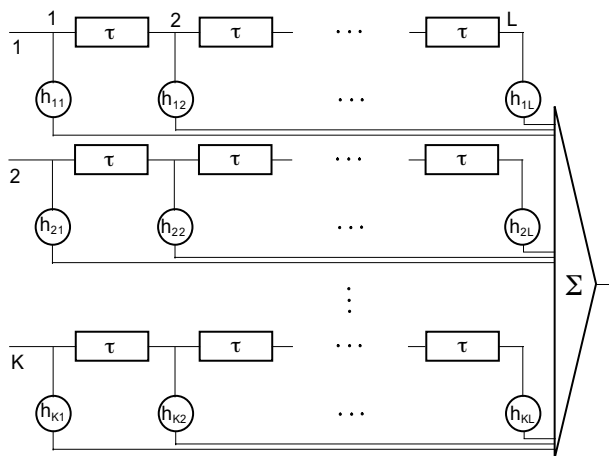 1 2 L
1 τ τ ··· τ
h11 h12 ··· h1L
2 τ τ ··· τ
h21 h22 ··· h2L
Σ
K τ τ ··· τ
hK1 hK2 ··· hKL